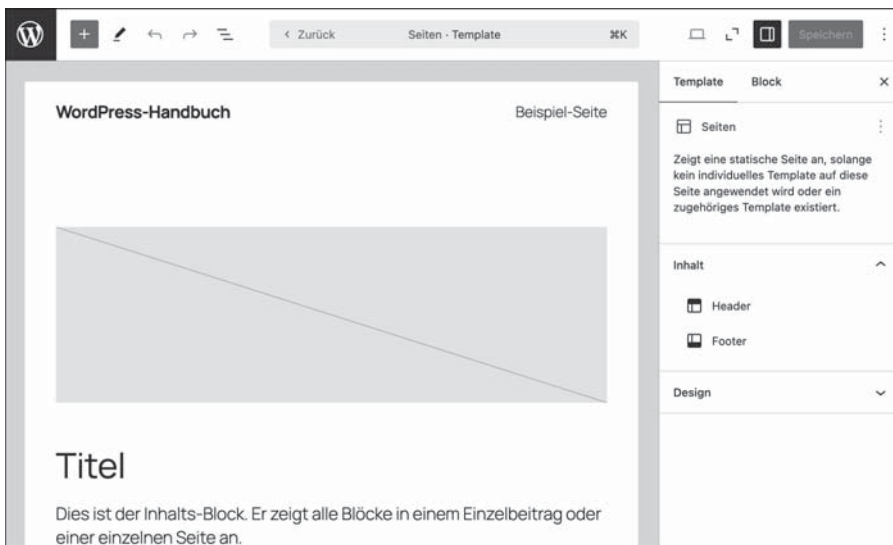 Zurück
Seiten · Template
⌘K
Speichern
WordPress-Handbuch
Beispiel-Seite
Titel
Dies ist der Inhalts-Block. Er zeigt alle Blöcke in einem Einzelbeitrag oder
einer einzelnen Seite an.
Template
Block
Seiten
Zeigt eine statische Seite an, solange
kein individuelles Template auf diese
Seite angewendet wird oder ein
zugehöriges Template existiert.
Inhalt
Header
Footer
Design